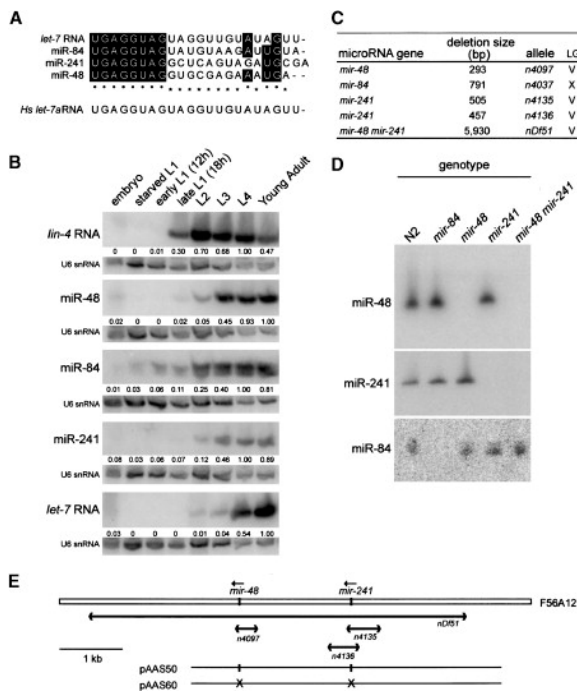 A
let-7 RNA UGAGGUAGUAGGUUGUAUAGUU-
miR-84 UGAGGUAGUAUGUAAGAUUGUU-
miR-241 UGAGGUAGGCUCAGUAGAUGCGA
miR-48 UGAGGUAGGUGCGAGAAAUGA--
Hs let-7aRNA UGAGGUAGUAGGUUGUAUAGUU-
B
embryo starved L1 early L1 (12h) late L1 (18h) L2 L3 L4 Young Adult
lin-4 RNA
0 0 0.01 0.30 0.70 0.68 1.00 0.47
U6 snRNA
miR-48
0.02 0 0 0.02 0.05 0.45 0.93 1.00
U6 snRNA
miR-84
0.01 0.03 0.06 0.11 0.25 0.40 1.00 0.81
U6 snRNA
miR-241
0.08 0.03 0.06 0.07 0.12 0.46 1.00 0.89
U6 snRNA
let-7 RNA
0.03 0 0 0 0.01 0.04 0.54 1.00
U6 snRNA
C
microRNA gene deletion size (bp) allele LG
mir-48 293 n4097 V
mir-84 791 n4037 X
mir-241 505 n4135 V
mir-241 457 n4136 V
mir-48 mir-241 5,930 nDf51 V
D
genotype
N2 mir-84 mir-48 mir-241 mir-48 mir-241
miR-48
miR-241
miR-84
E
mir-48 mir-241
F56A12
nDf51
n4097 n4135
n4136
1 kb
pAAS50
pAAS60 X X